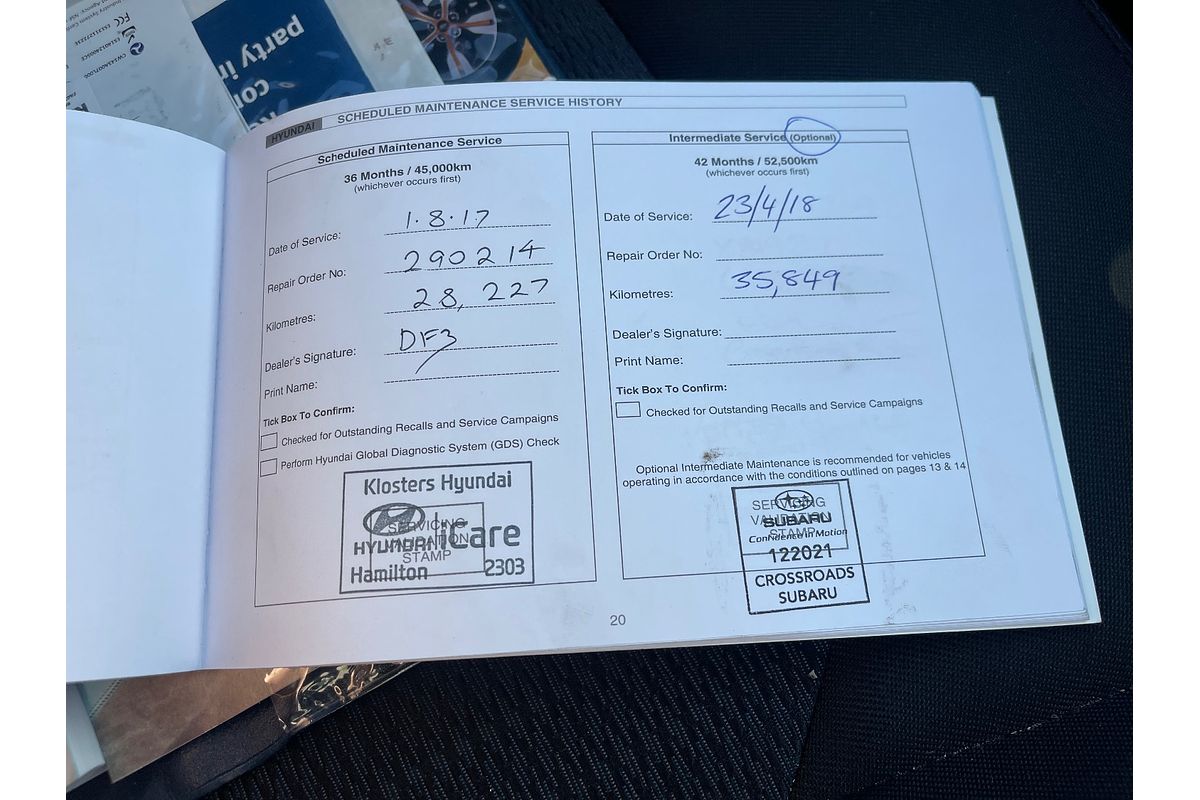 party in
con
FCC
HYUNDAI
SCHEDULED MAINTENANCE SERVICE HISTORY
Scheduled Maintenance Service
36 Months / 45,000km
(whichever occurs first)
Date of Service: 1.8.17
Repair Order No: 290214
Kilometres: 28,227
Dealer's Signature: DF3
Print Name:
Tick Box To Confirm:
Checked for Outstanding Recalls and Service Campaigns
Perform Hyundai Global Diagnostic System (GDS) Check
Klosters Hyundai
SERVICING
VALIDATION
STAMP
HYUNDAI iCare
Hamilton 2303
Intermediate Service (Optional)
42 Months / 52,500km
(whichever occurs first)
Date of Service: 23/4/18
Repair Order No:
Kilometres: 35,849
Dealer's Signature:
Print Name:
Tick Box To Confirm:
Checked for Outstanding Recalls and Service Campaigns
Optional Intermediate Maintenance is recommended for vehicles
operating in accordance with the conditions outlined on pages 13 & 14
SERVICING
VALIDATION
STAMP
SUBARU
Confidence in Motion
122021
CROSSROADS
SUBARU
20